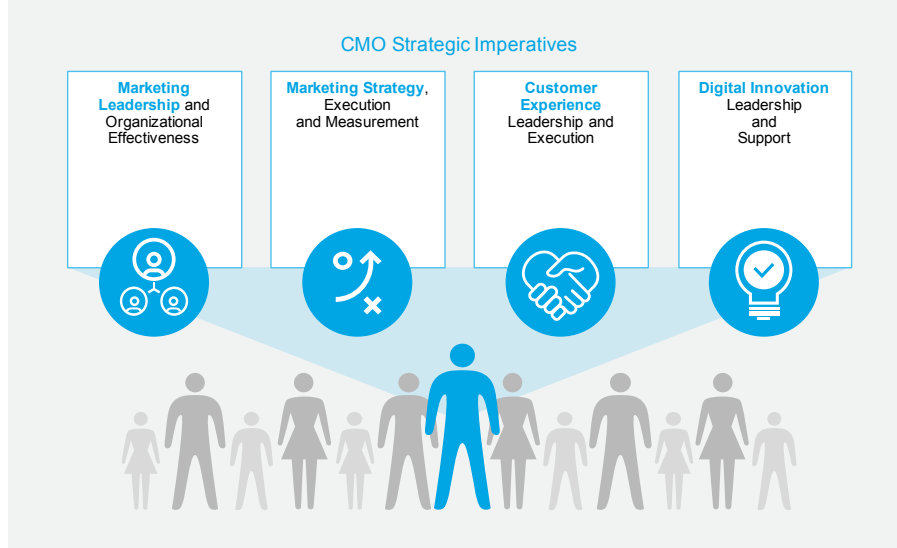 CMO Strategic Imperatives
Marketing
Leadership and
Organizational
Effectiveness
Marketing Strategy,
Execution
and Measurement
Customer
Experience
Leadership and
Execution
Digital Innovation
Leadership
and
Support